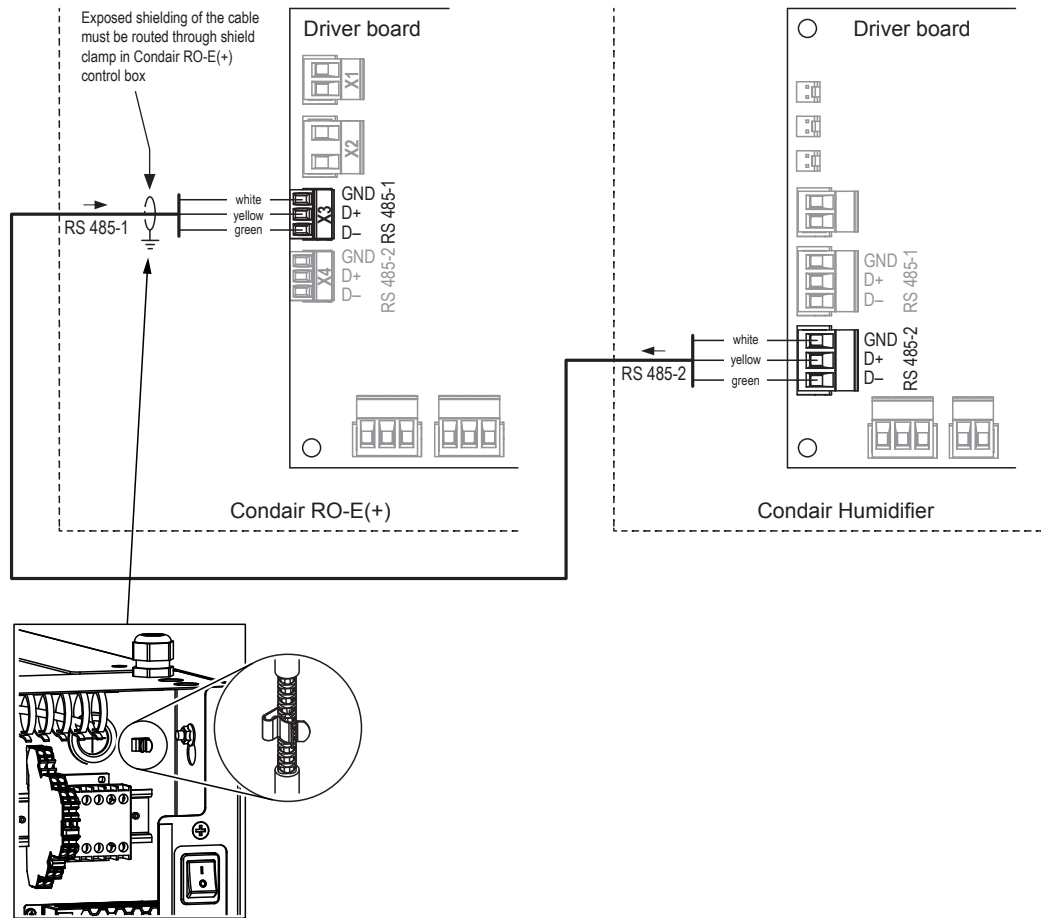 Exposed shielding of the cable
must be routed through shield
clamp in Condair RO-E(+)
control box
Driver board
X1
X2
white
yellow
green
GND
D+
D–
X3
RS 485-1
GND
D+
D–
X4
RS 485-2
RS 485-1
Condair RO-E(+)
Driver board
GND
D+
D–
RS 485-1
white
yellow
green
GND
D+
D–
RS 485-2
RS 485-2
Condair Humidifier